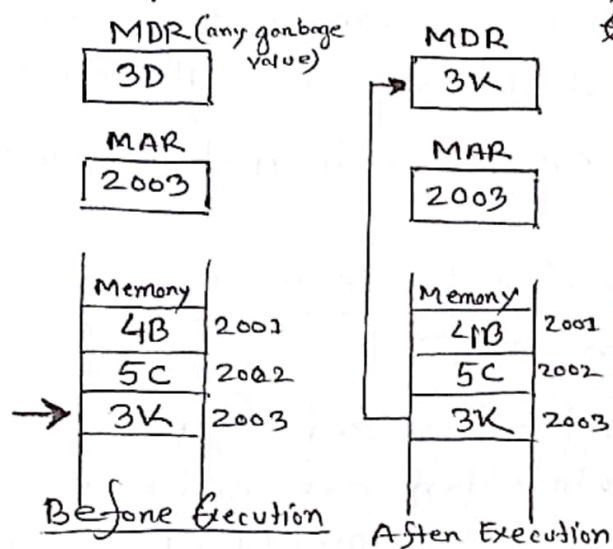 MDR (any garbage value)
3D
MAR
2003
Memory
4B 2001
5C 2002
3K 2003
Before Execution
MDR
3K
MAR
2003
Memory
4B 2001
5C 2002
3K 2003
After Execution